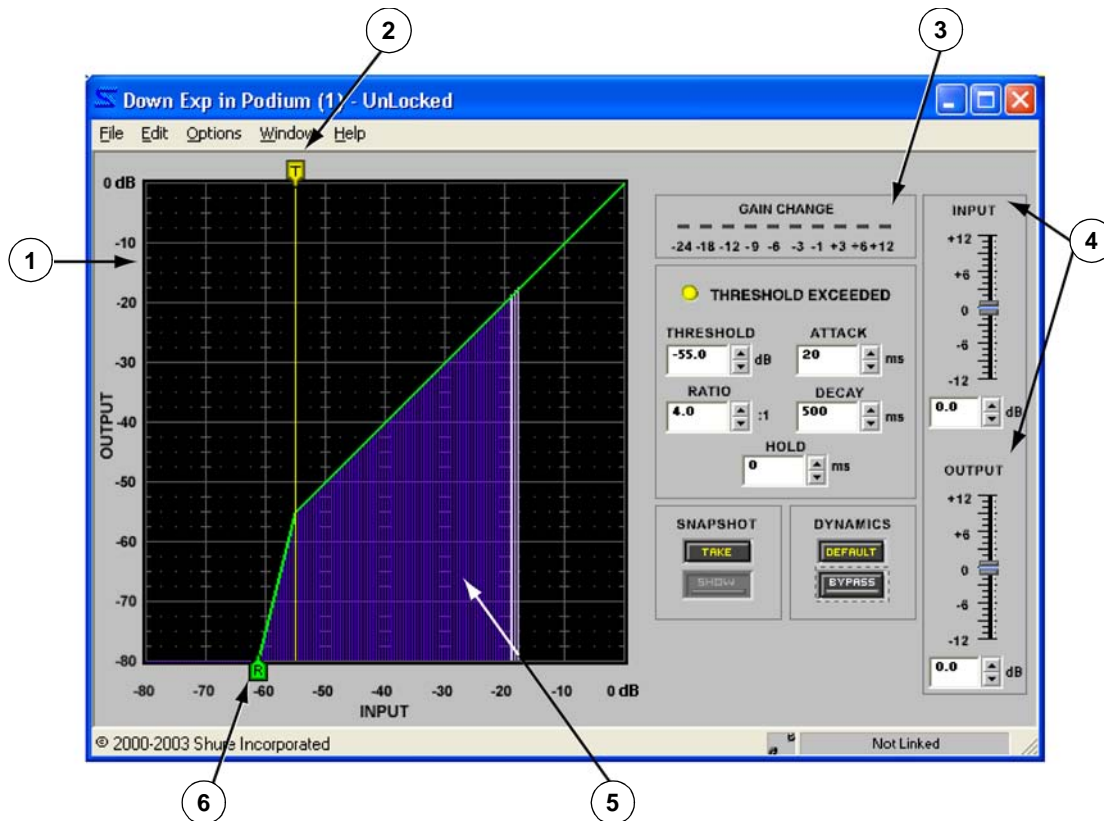 2
3
Down Exp in Podium (1) - UnLocked
File Edit Options Window Help
T
0 dB
-10
-20
-30
-40
-50
-60
-70
-80
OUTPUT
1
R
-80 -70 -60 -50 -40 -30 -20 -10 0 dB
INPUT
GAIN CHANGE
-24 -18 -12 -9 -6 -3 -1 +3 +6 +12
THRESHOLD EXCEEDED
THRESHOLD ATTACK
-55.0 dB 20 ms
RATIO DECAY
4.0 :1 500 ms
HOLD
0 ms
SNAPSHOT
TAKE
SHOW
DYNAMICS
DEFAULT
BYPASS
INPUT
+12
+6
0
-6
-12
0.0 dB
4
OUTPUT
+12
+6
0
-6
-12
0.0 dB
© 2000-2003 Shure Incorporated
Not Linked
6
5